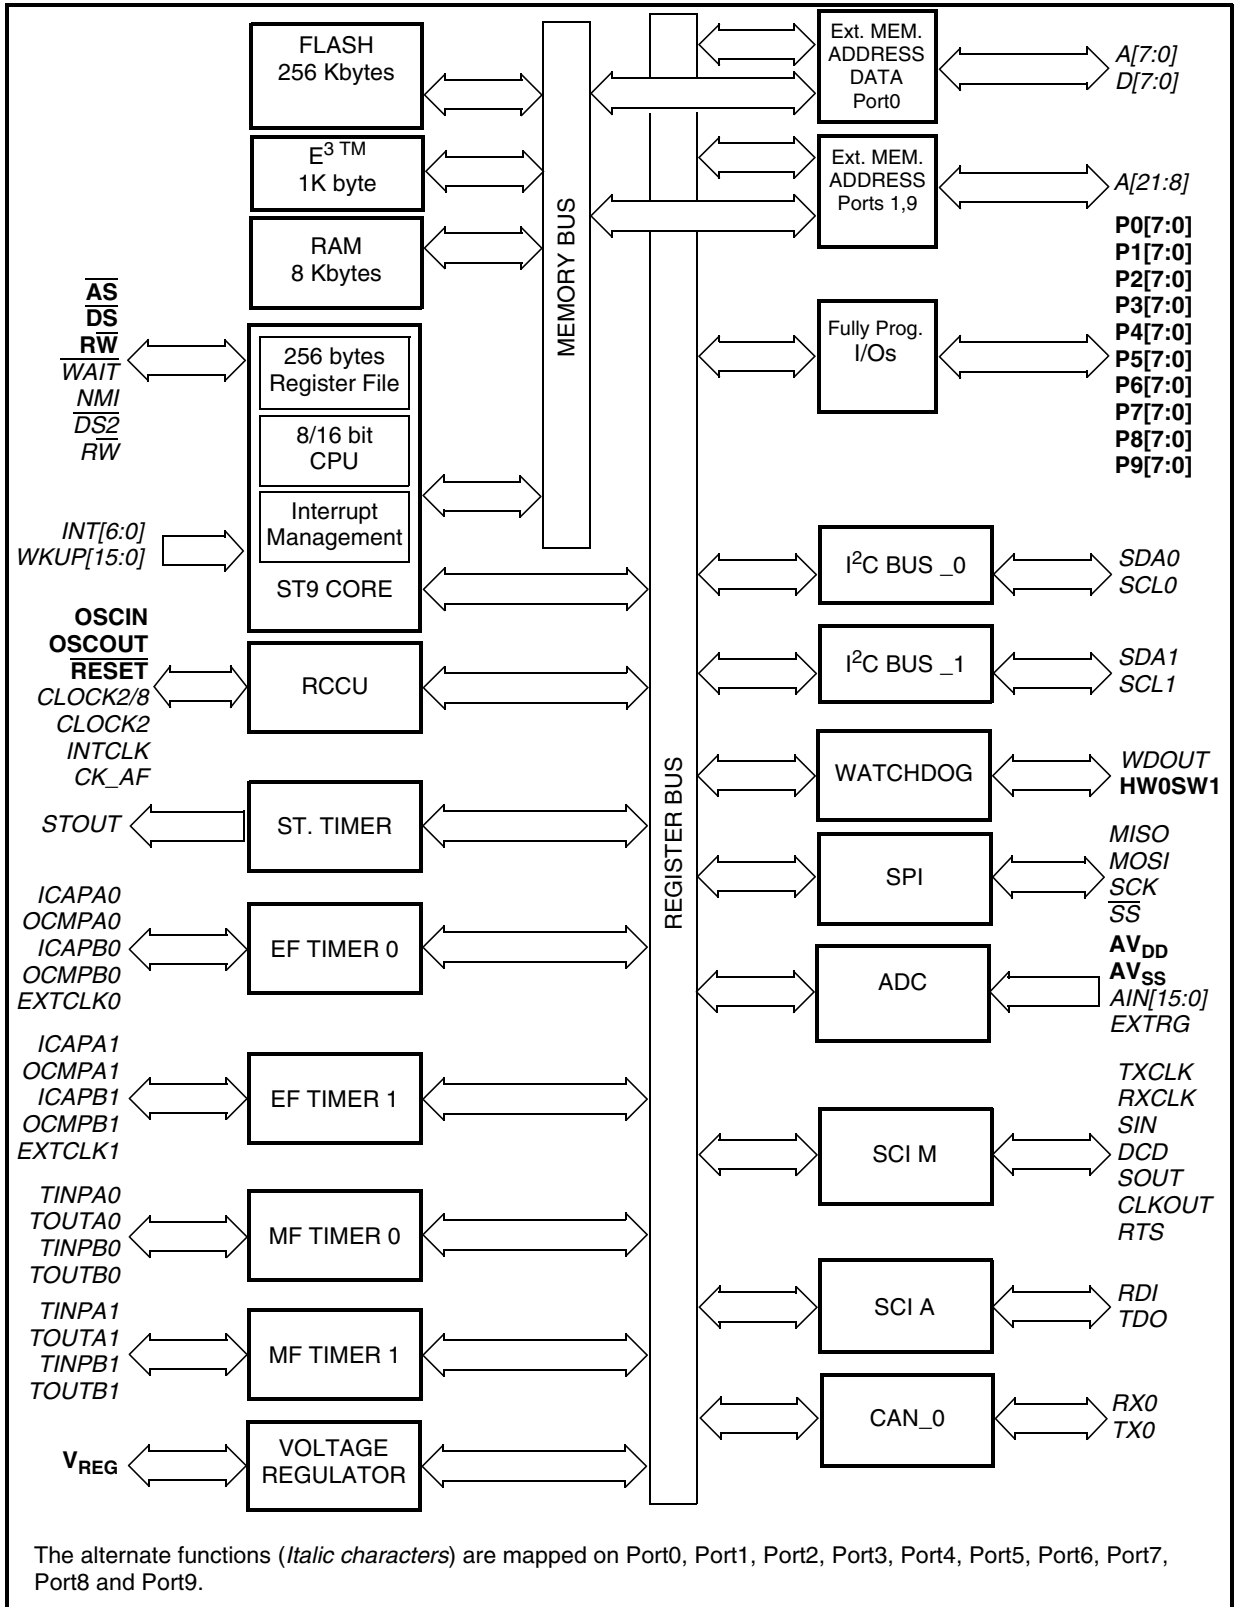 FLASH
256 Kbytes
E3 TM
1K byte
RAM
8 Kbytes
AS
DS
RW
WAIT
NMI
DS2
RW
256 bytes
Register File
8/16 bit
CPU
Interrupt
Management
ST9 CORE
INT[6:0]
WKUP[15:0]
OSCIN
OSCOUT
RESET
CLOCK2/8
CLOCK2
INTCLK
CK_AF
RCCU
STOUT
ST. TIMER
ICAPA0
OCMPA0
ICAPB0
OCMPB0
EXTCLK0
EF TIMER 0
ICAPA1
OCMPA1
ICAPB1
OCMPB1
EXTCLK1
EF TIMER 1
TINPA0
TOUTA0
TINPB0
TOUTB0
MF TIMER 0
TINPA1
TOUTA1
TINPB1
TOUTB1
MF TIMER 1
VREG
VOLTAGE
REGULATOR
MEMORY BUS
REGISTER BUS
Ext. MEM.
ADDRESS
DATA
Port0
A[7:0]
D[7:0]
Ext. MEM.
ADDRESS
Ports 1,9
A[21:8]
Fully Prog.
I/Os
P0[7:0]
P1[7:0]
P2[7:0]
P3[7:0]
P4[7:0]
P5[7:0]
P6[7:0]
P7[7:0]
P8[7:0]
P9[7:0]
I2C BUS _0
SDA0
SCL0
I2C BUS _1
SDA1
SCL1
WATCHDOG
WDOUT
HW0SW1
SPI
MISO
MOSI
SCK
SS
ADC
AVDD
AVSS
AIN[15:0]
EXTRG
SCI M
TXCLK
RXCLK
SIN
DCD
SOUT
CLKOUT
RTS
SCI A
RDI
TDO
CAN_0
RX0
TX0
The alternate functions (Italic characters) are mapped on Port0, Port1, Port2, Port3, Port4, Port5, Port6, Port7,
Port8 and Port9.